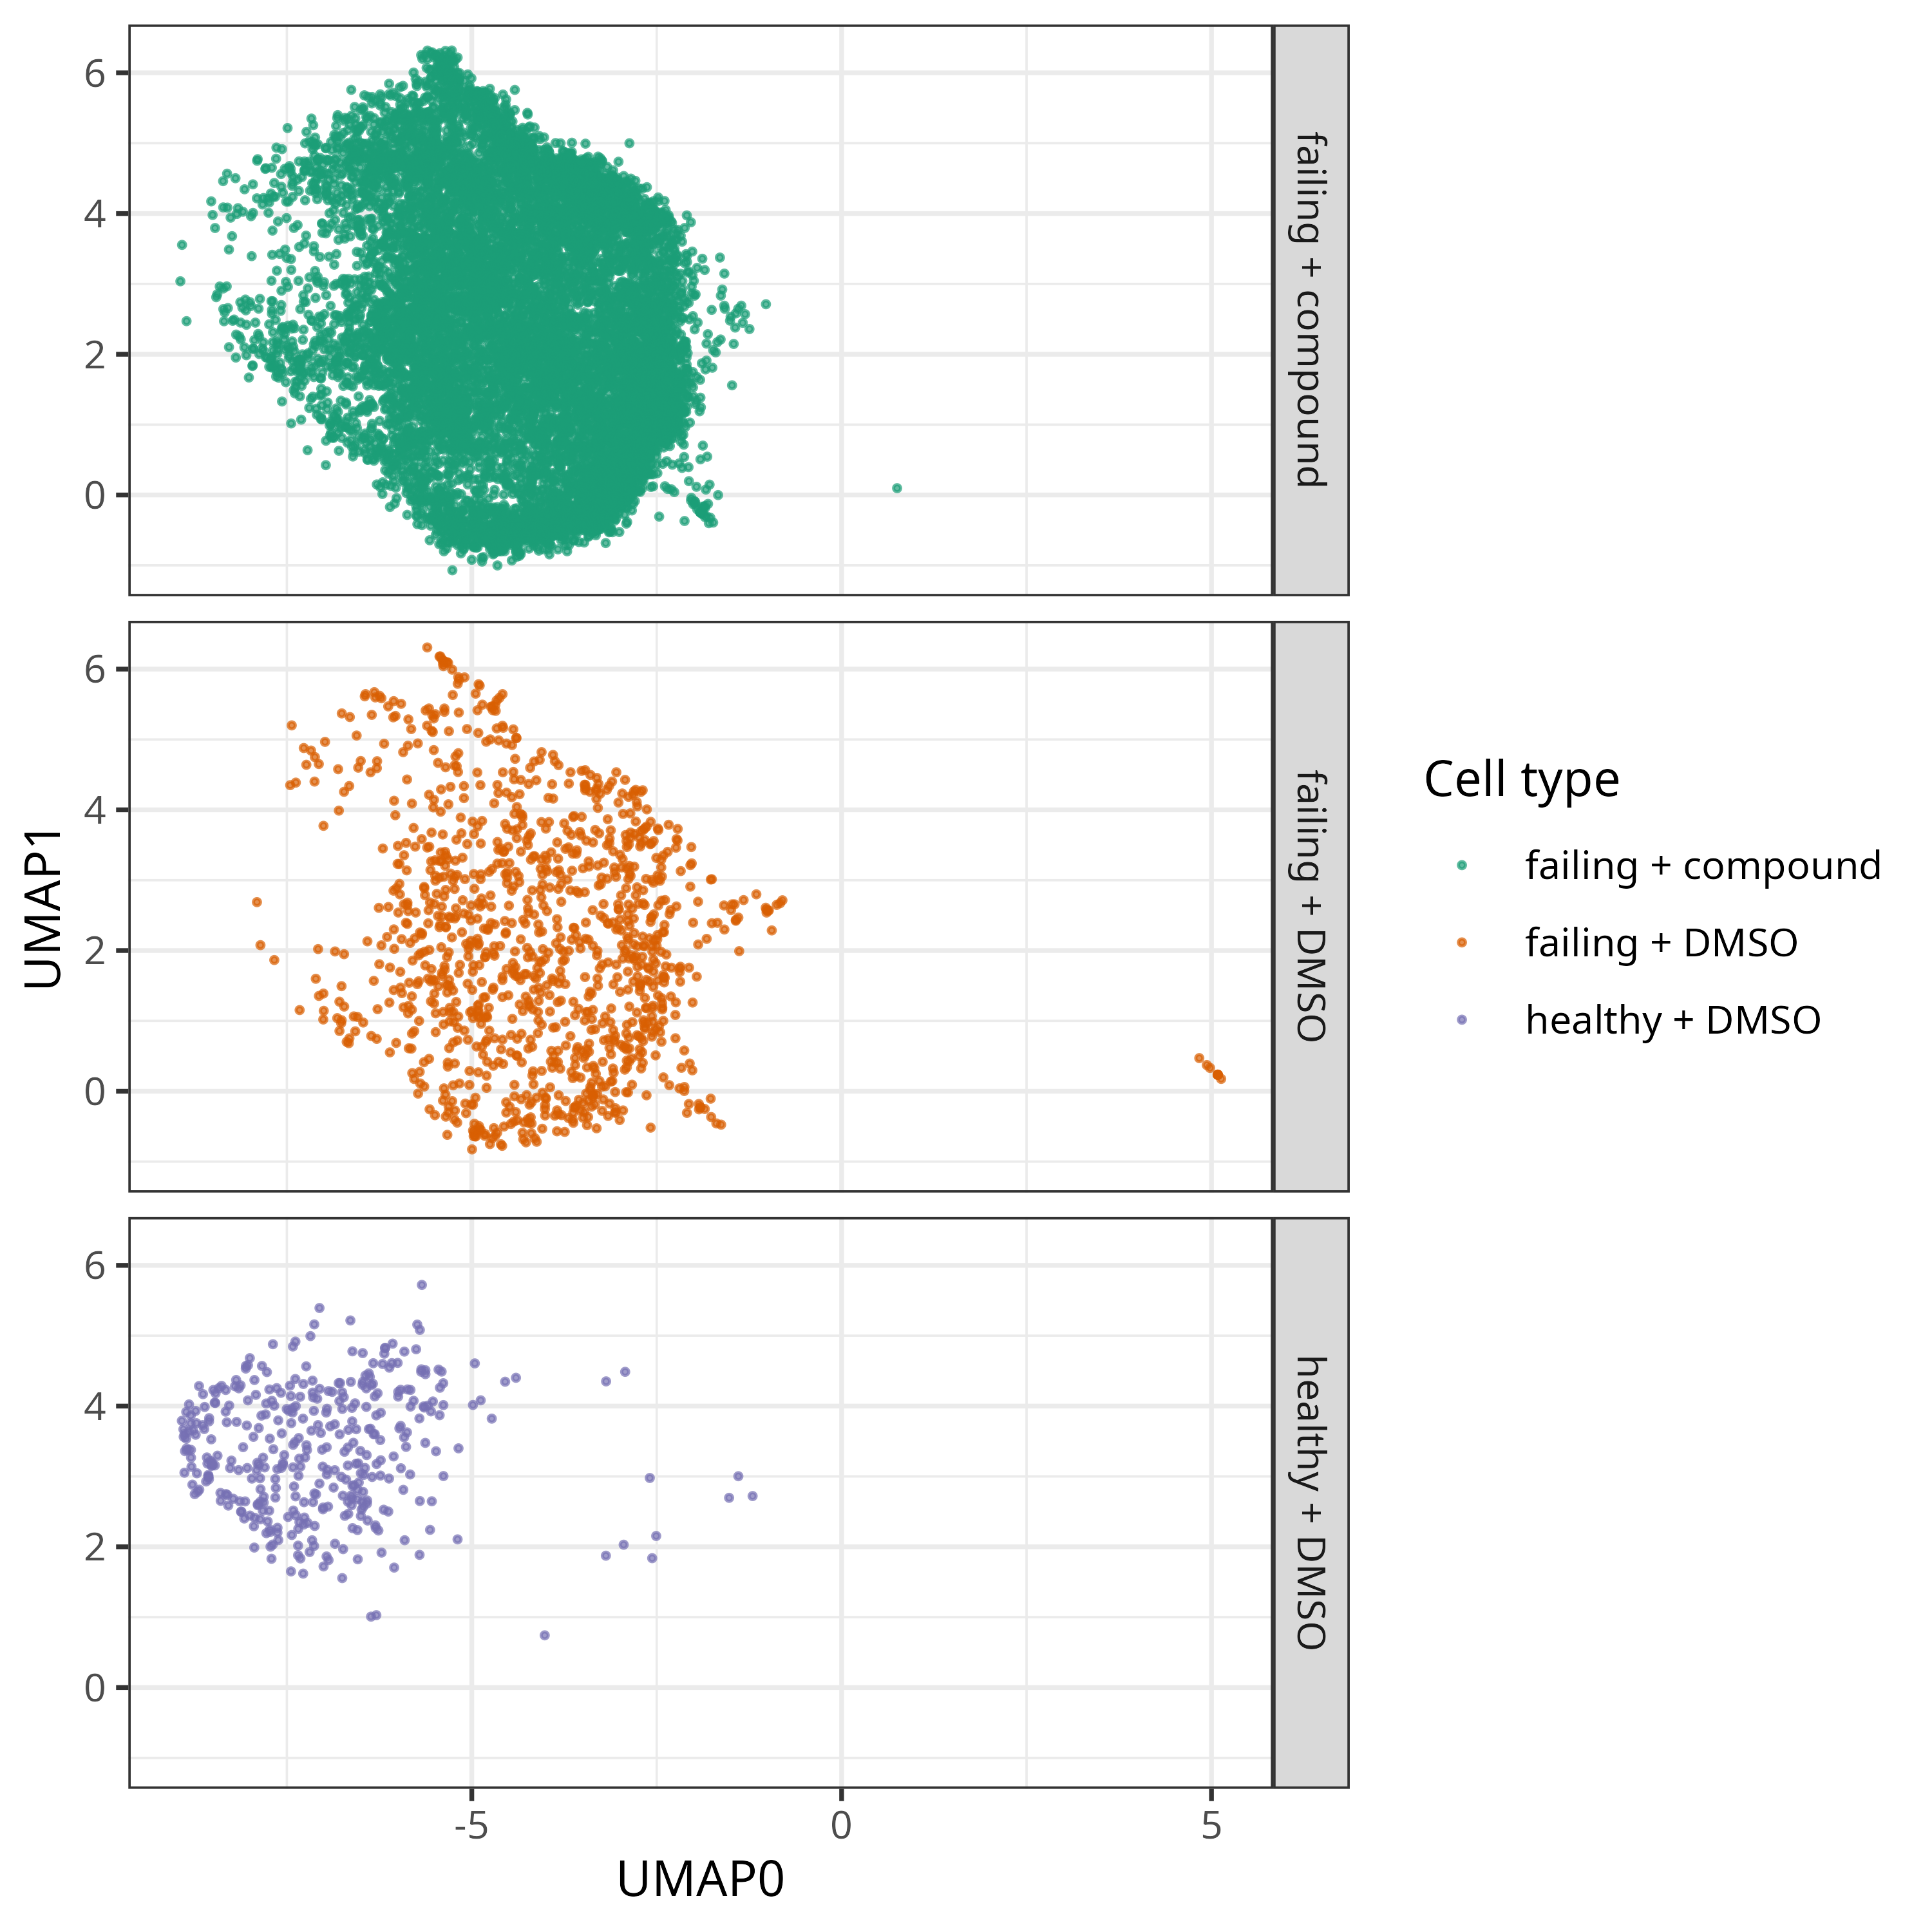 6
4
2
0
failing + compound
6
4
2
0
failing + DMSO
6
4
2
0
healthy + DMSO
-5
0
5
UMAP0
UMAP1
Cell type
failing + compound
failing + DMSO
healthy + DMSO